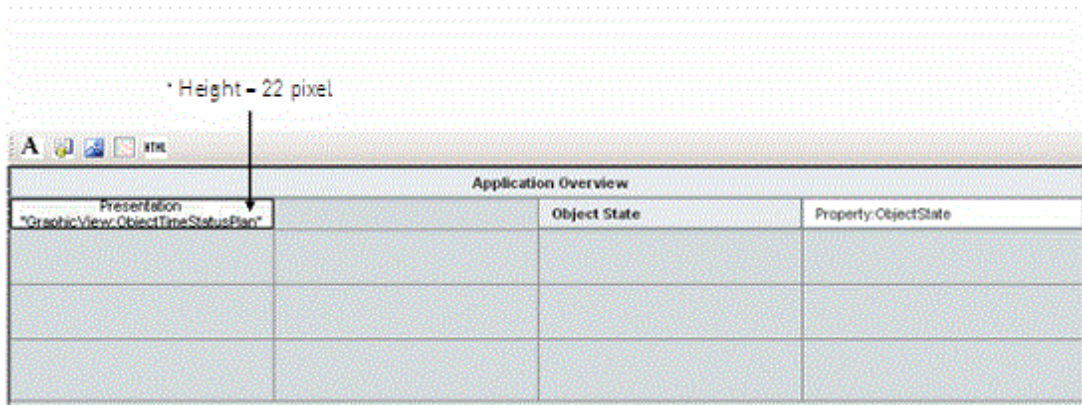 * Height = 22 pixel
A HTML
Application Overview
Presentation
"GraphicView:ObjectTimeStatusPlan"
Object State
Property:ObjectState